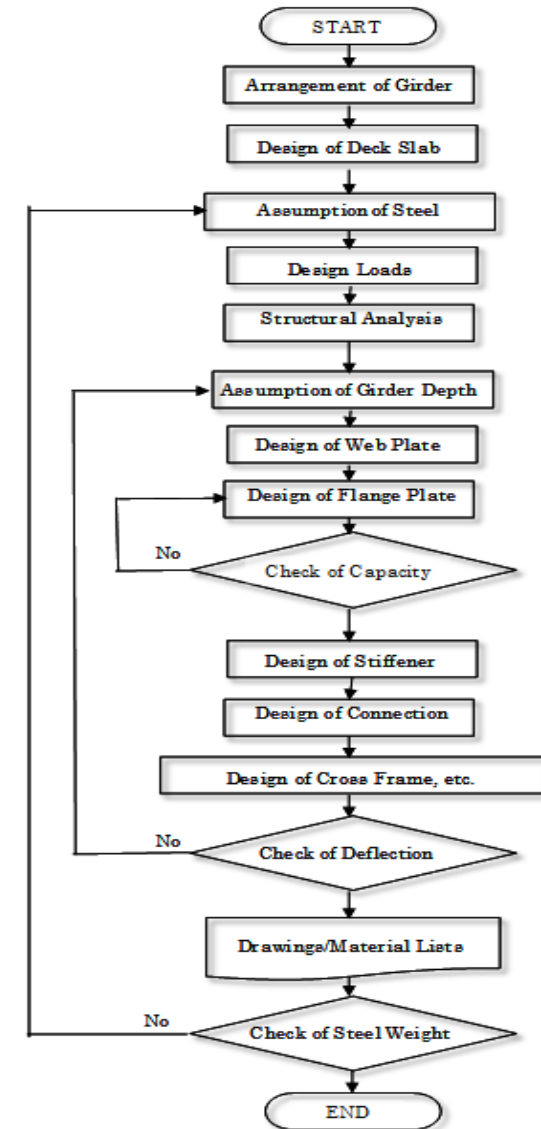 START
Arrangement of Girder
Design of Deck Slab
Assumption of Steel
Design Loads
Structural Analysis
Assumption of Girder Depth
Design of Web Plate
Design of Flange Plate
No
Check of Capacity
Design of Stiffener
Design of Connection
Design of Cross Frame, etc.
No
Check of Deflection
Drawings/Material Lists
No
Check of Steel Weight
END